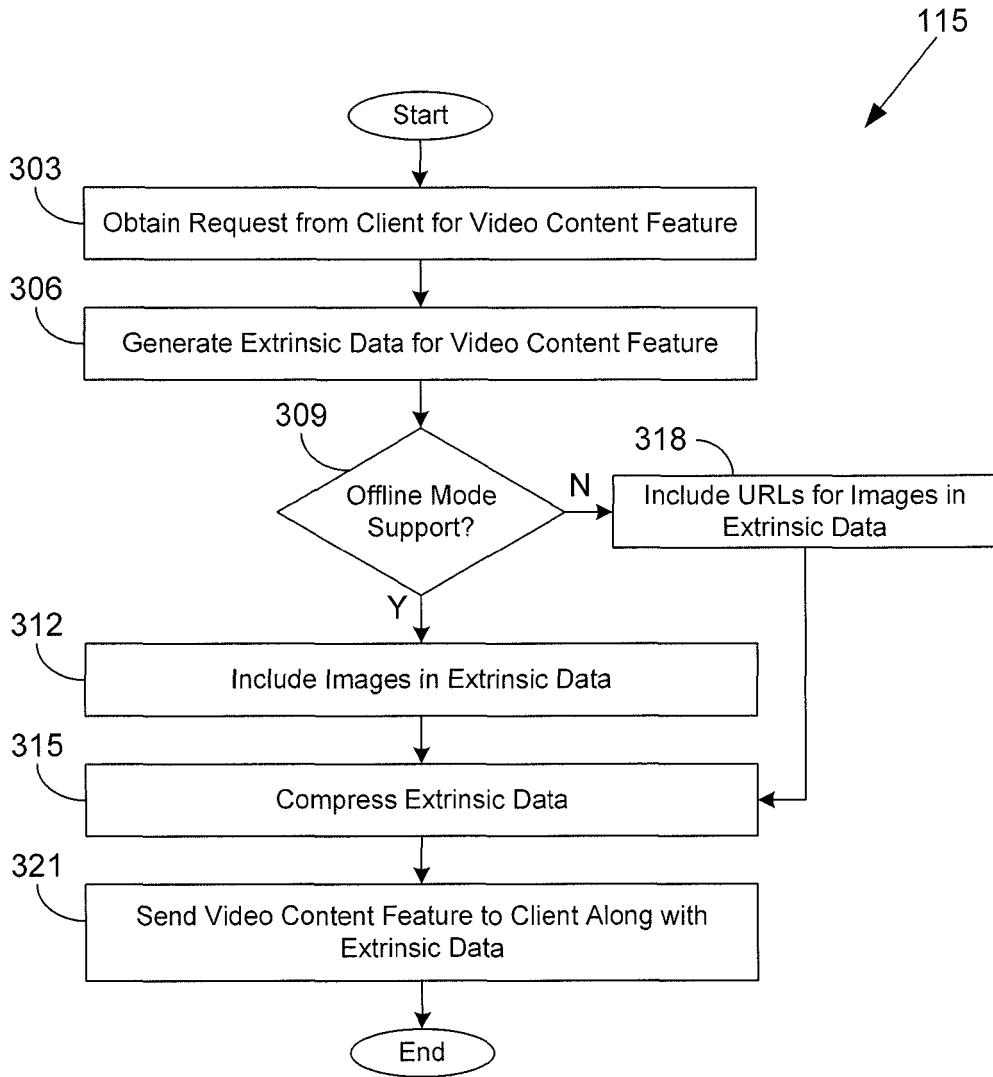 115
Start
303
Obtain Request from Client for Video Content Feature
306
Generate Extrinsic Data for Video Content Feature
309
Offline Mode
Support?
N
318
Include URLs for Images in
Extrinsic Data
Y
312
Include Images in Extrinsic Data
315
Compress Extrinsic Data
321
Send Video Content Feature to Client Along with
Extrinsic Data
End